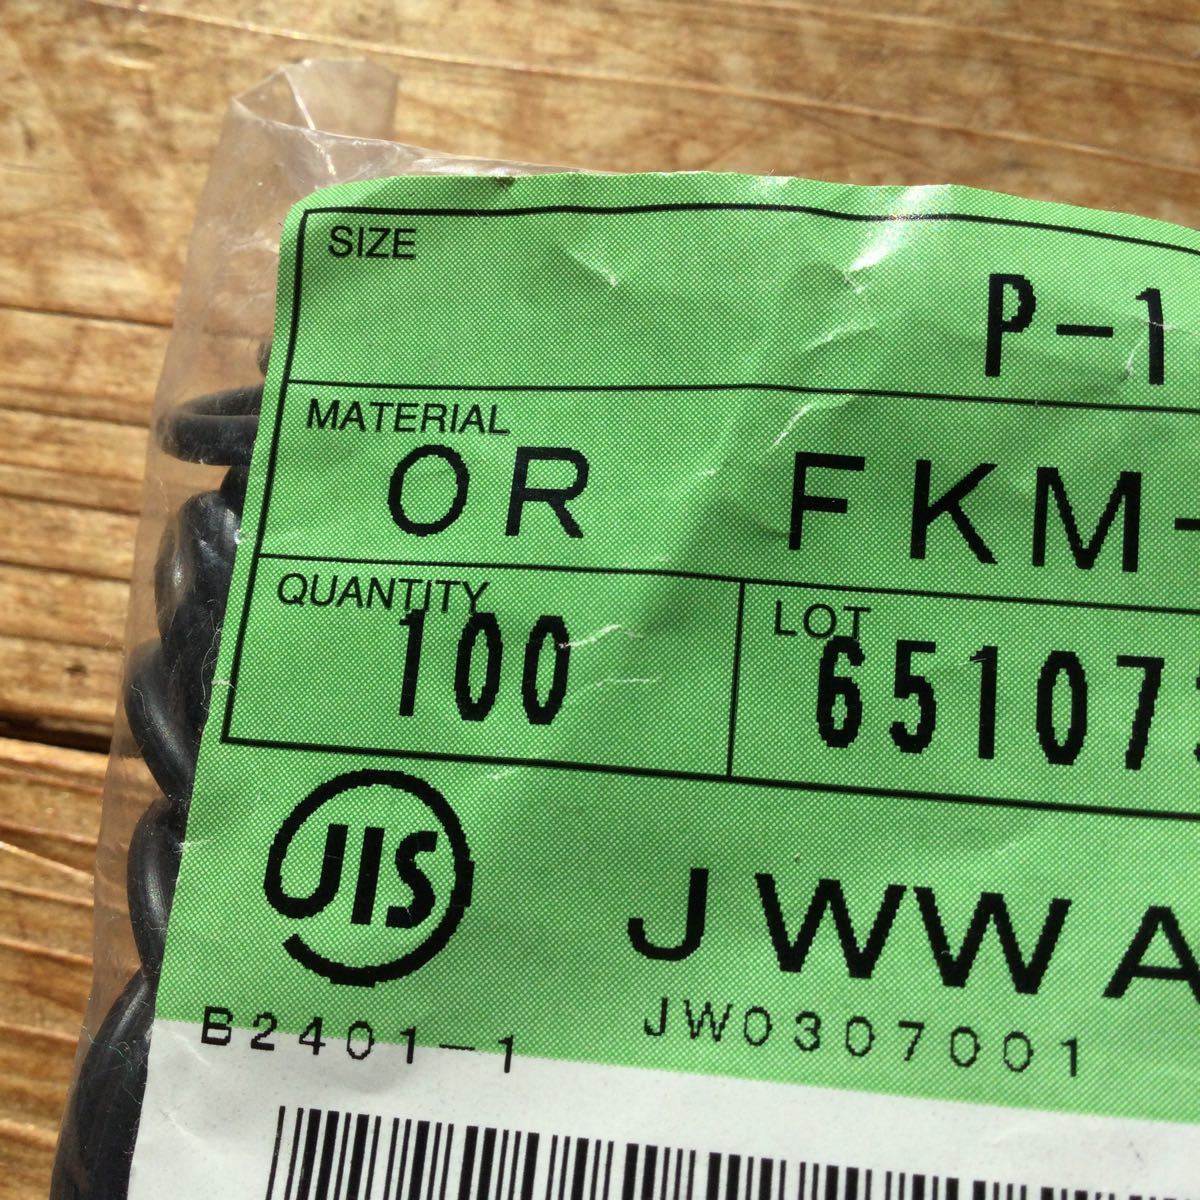 SIZE
P-1
MATERIAL
OR FKM-
QUANTITY
100
LOT
65107
JIS
JWWA
B2401-1
JW0307001